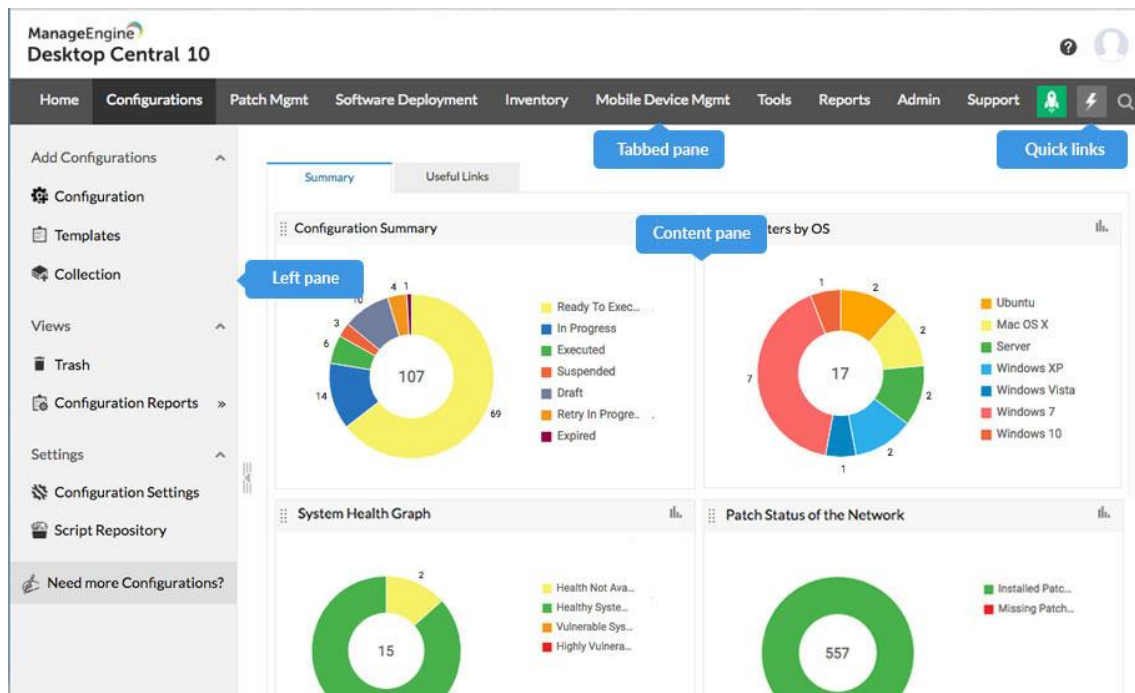 ManageEngine
Desktop Central 10
Home Configurations Patch Mgmt Software Deployment Inventory Mobile Device Mgmt Tools Reports Admin Support
Tabbed pane
Quick links
Add Configurations
Configuration
Templates
Collection
Left pane
Views
Trash
Configuration Reports »
Settings
Configuration Settings
Script Repository
Need more Configurations?
Summary Useful Links
Configuration Summary
Content pane
ters by OS
4 1
3
6
14
69
107
Ready To Exec...
In Progress
Executed
Suspended
Draft
Retry In Progre..
Expired
1
2
2
2
2
1
7
17
Ubuntu
Mac OS X
Server
Windows XP
Windows Vista
Windows 7
Windows 10
System Health Graph
2
15
Health Not Ava...
Healthy Syste...
Vulnerable Sys...
Highly Vulnera...
Patch Status of the Network
557
Installed Patc...
Missing Patch...